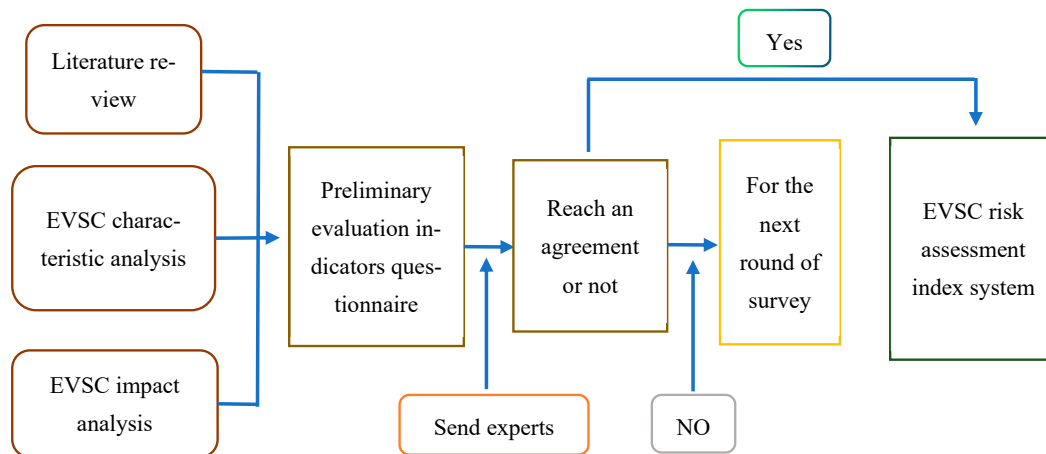 Literature re-
view
EVSC charac-
teristic analysis
EVSC impact
analysis
Preliminary
evaluation in-
dicators ques-
tionnaire
Send experts
Reach an
agreement
or not
Yes
NO
For the
next
round of
survey
EVSC risk
assessment
index system